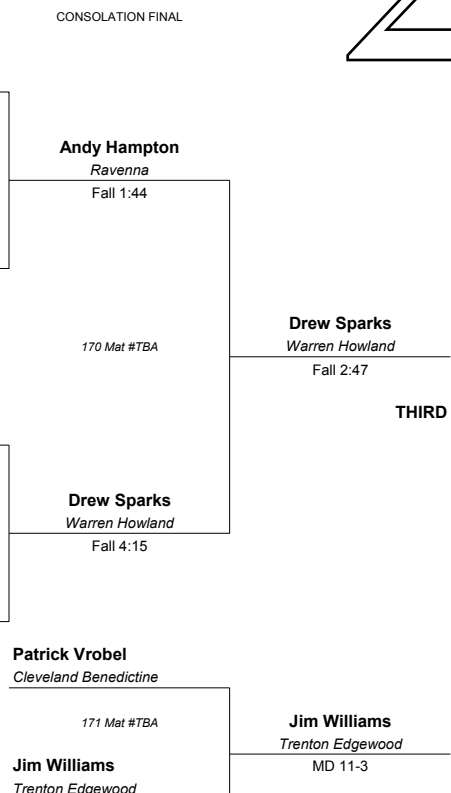 CONSOLATION FINAL
Andy Hampton
Ravenna
Fall 1:44
170 Mat #TBA
Drew Sparks
Warren Howland
Fall 2:47
THIRD
Drew Sparks
Warren Howland
Fall 4:15
Patrick Vrobel
Cleveland Benedictine
171 Mat #TBA
Jim Williams
Trenton Edgewood
MD 11-3
Jim Williams
Trenton Edgewood